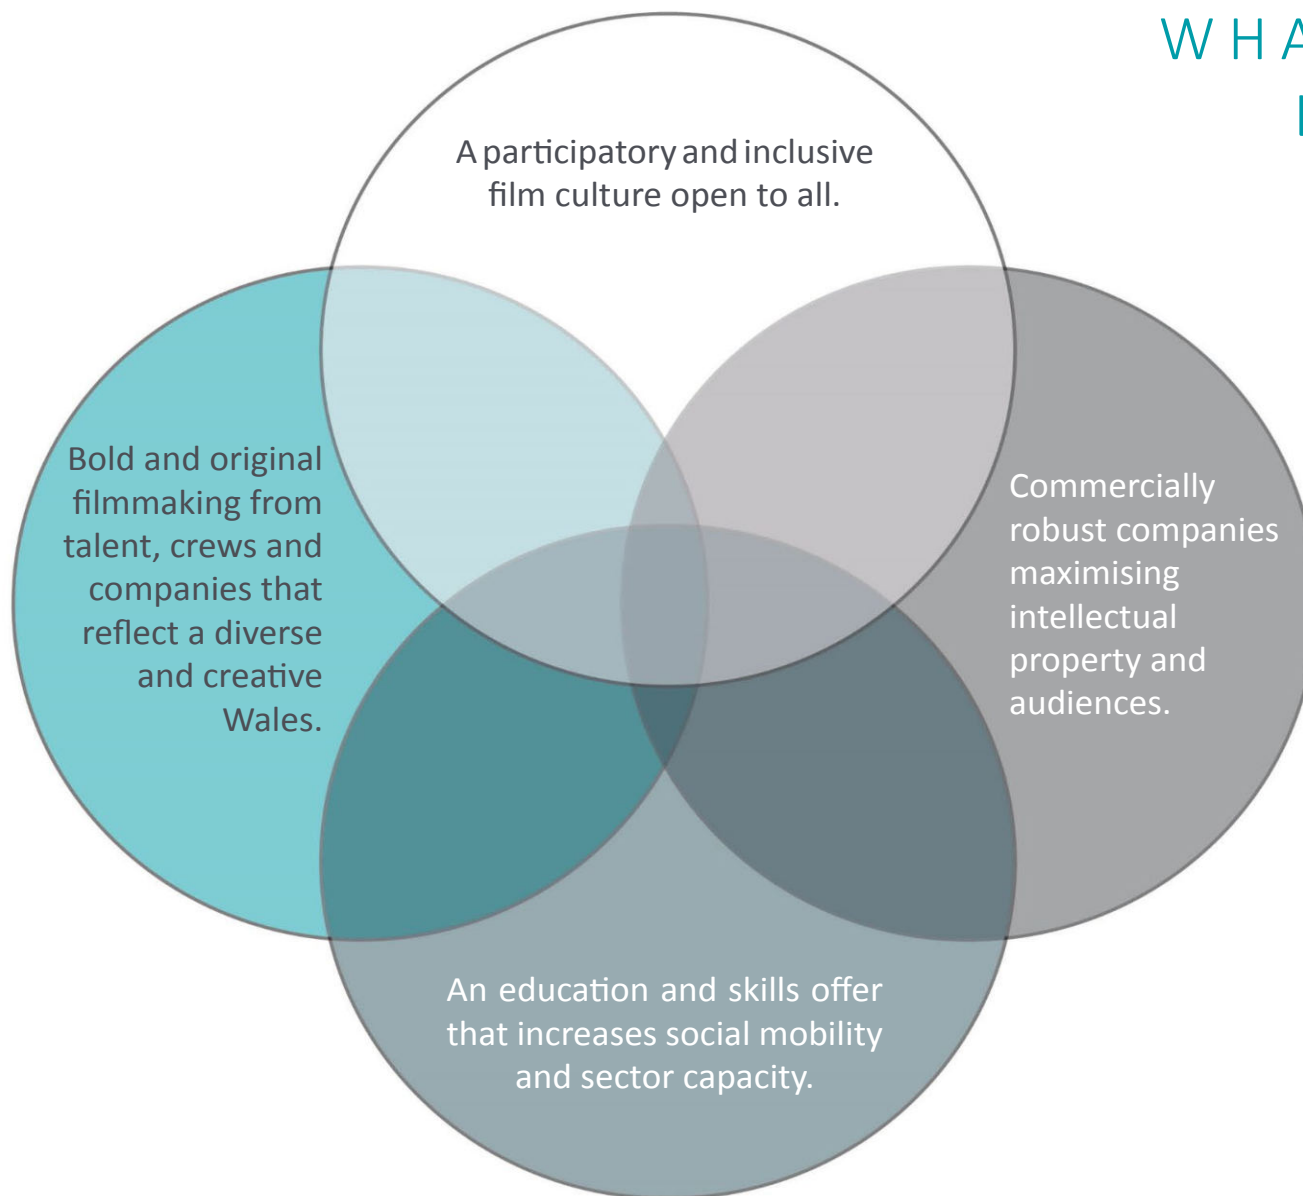 WHA
A participatory and inclusive
film culture open to all.
Bold and original
filmmaking from
talent, crews and
companies that
reflect a diverse
and creative
Wales.
Commercially
robust companies
maximising
intellectual
property and
audiences.
An education and skills offer
that increases social mobility
and sector capacity.